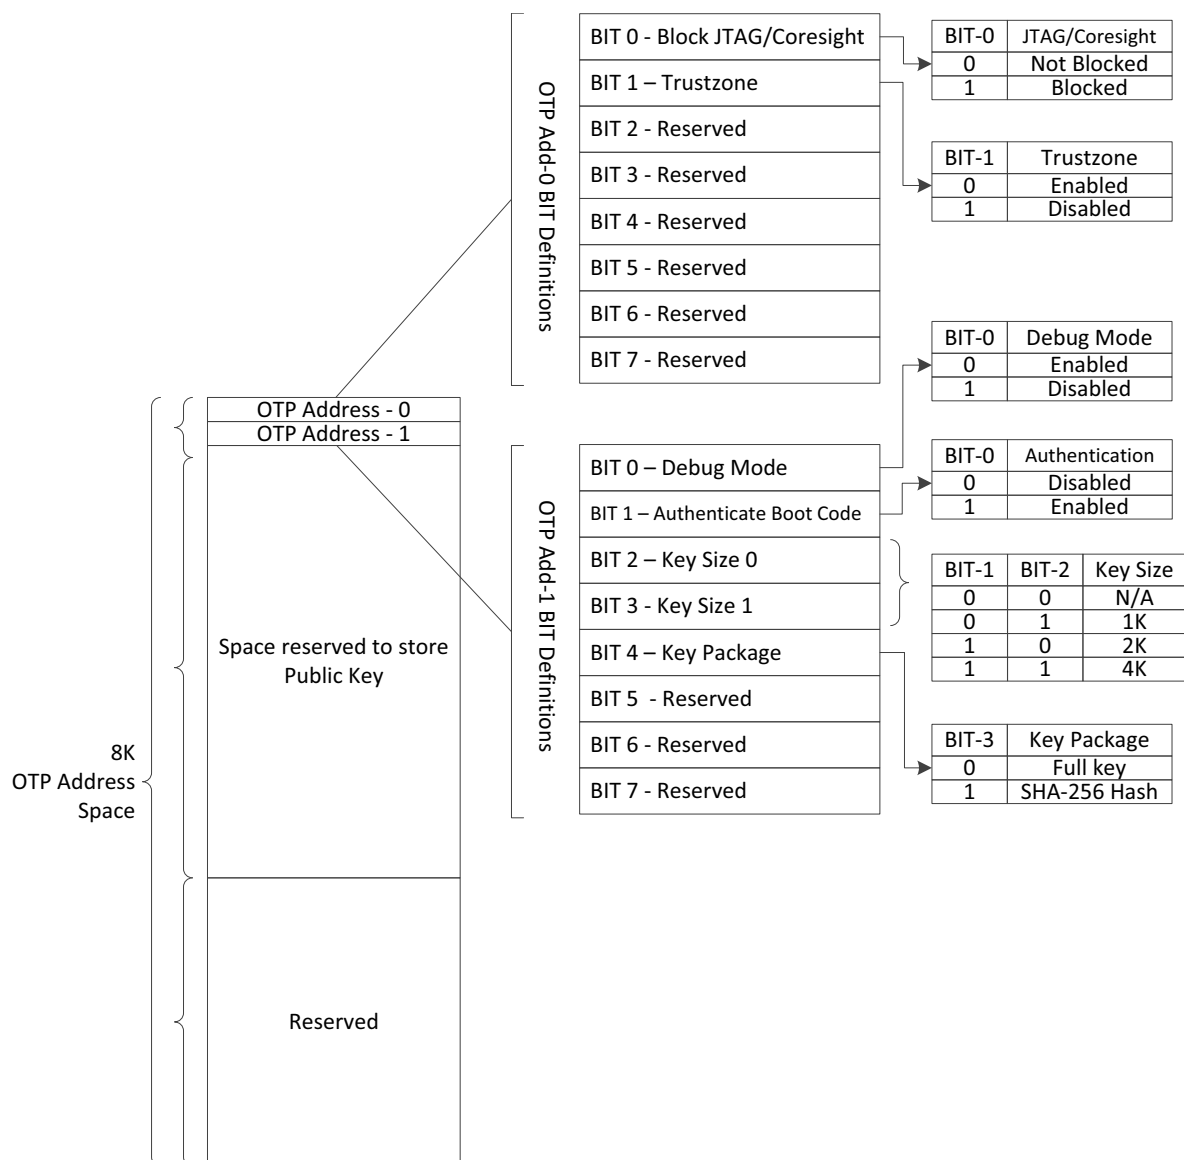 OTP Add-0 BIT Definitions
BIT 0 - Block JTAG/Coresight
BIT 1 – Trustzone
BIT 2 - Reserved
BIT 3 - Reserved
BIT 4 - Reserved
BIT 5 - Reserved
BIT 6 - Reserved
BIT 7 - Reserved
BIT-0 JTAG/Coresight
0 Not Blocked
1 Blocked
BIT-1 Trustzone
0 Enabled
1 Disabled
OTP Address - 0
OTP Address - 1
Space reserved to store
Public Key
Reserved
8K
OTP Address
Space
OTP Add-1 BIT Definitions
BIT 0 – Debug Mode
BIT 1 – Authenticate Boot Code
BIT 2 – Key Size 0
BIT 3 - Key Size 1
BIT 4 – Key Package
BIT 5 - Reserved
BIT 6 - Reserved
BIT 7 - Reserved
BIT-0 Debug Mode
0 Enabled
1 Disabled
BIT-0 Authentication
0 Disabled
1 Enabled
BIT-1 BIT-2 Key Size
0 0 N/A
0 1 1K
1 0 2K
1 1 4K
BIT-3 Key Package
0 Full key
1 SHA-256 Hash